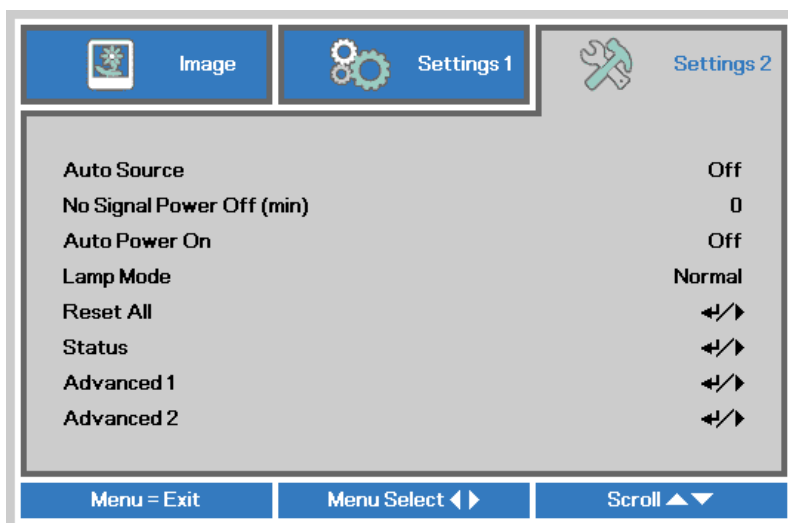 Image Settings 1 Settings 2
Auto Source Off
No Signal Power Off (min) 0
Auto Power On Off
Lamp Mode Normal
Reset All ↵/▶
Status ↵/▶
Advanced 1 ↵/▶
Advanced 2 ↵/▶
Menu = Exit Menu Select ◀▶ Scroll ▲▼